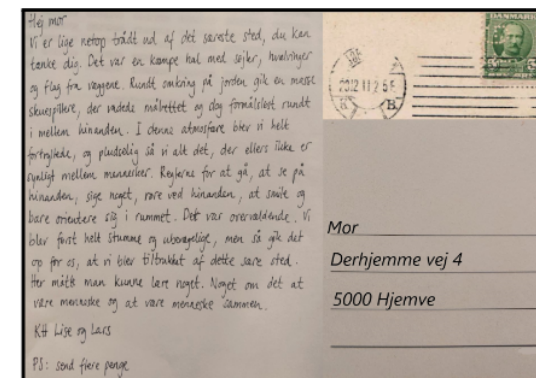 Hej mor
Vi er lige netop trådt ud af det særeste sted, du kan
tænke dig. Det var en kæmpe hal med sejler, hvælvinger
og flag fra væggene. Rundt omkring på jorden gik en masse
skuespillere, der vadede målrettet og dog formålsløst rundt
i mellem hinanden. I denne atmosfære blev vi helt
fortryllede, og pludselig så vi alt det, der ellers ikke er
synligt mellem mennesker. Reglerne for at gå, at se på
hinanden, sige noget, røre ved hinanden, at smile og
bare orientere sig i rummet. Det var overvældende. Vi
blev først helt stumme og ubevægelige, men så gik det
op for os, at vi blev tiltrukket af dette sære sted.
Her måtte man kunne lære noget. Noget om det at
være menneske og at være menneske sammen.
KH Lise og Lars
PS: send flere penge
DANMARK
Mor
Derhjemme vej 4
5000 Hjemve